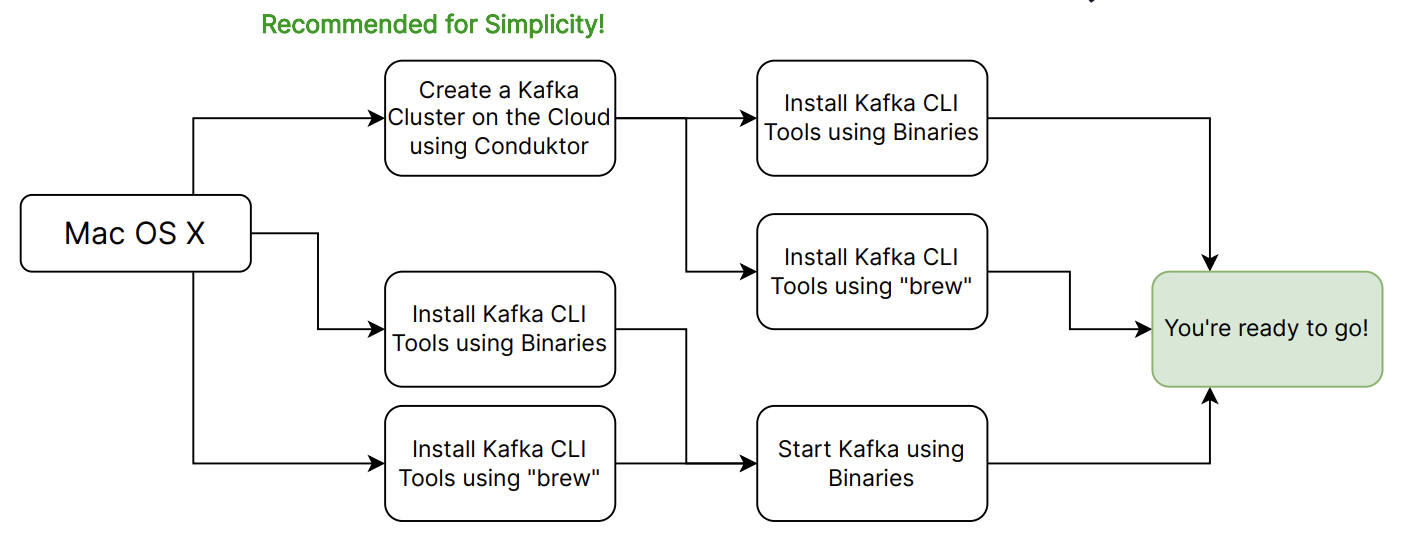 Recommended for Simplicity!
Create a Kafka
Cluster on the Cloud
using Conduktor
Install Kafka CLI
Tools using Binaries
Mac OS X
Install Kafka CLI
Tools using "brew"
Install Kafka CLI
Tools using Binaries
You're ready to go!
Install Kafka CLI
Tools using "brew"
Start Kafka using
Binaries